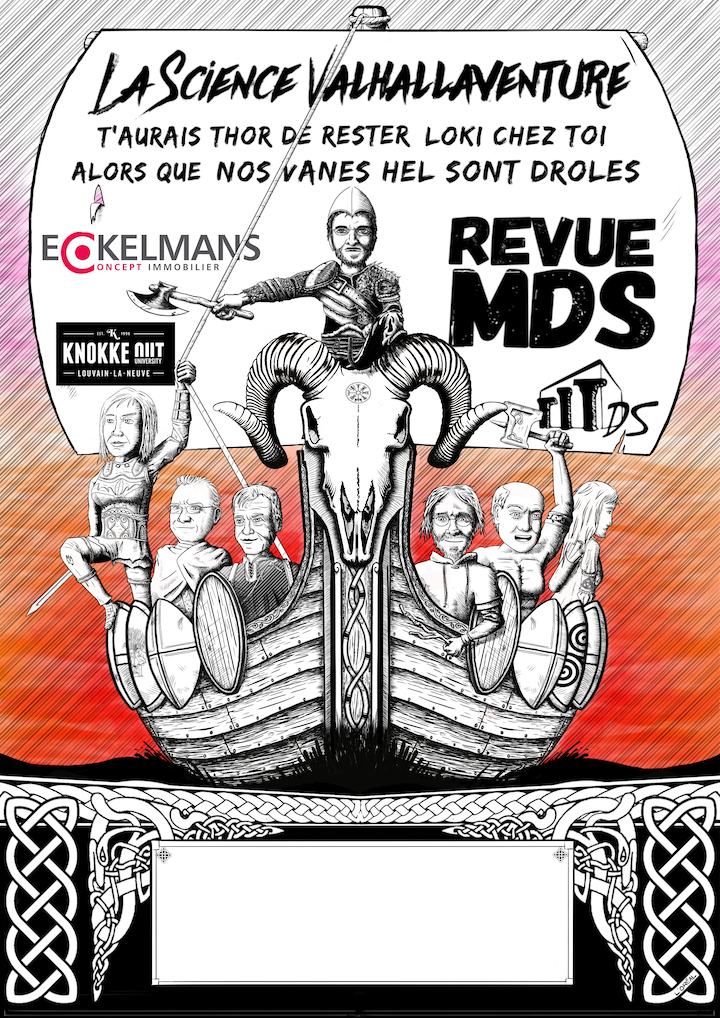 LA SCIENCE VALHALLAVENTURE
T'AURAIS THOR DE RESTER LOKI CHEZ TOI
ALORS QUE NOS VANES HEL SONT DROLES
ECKELMANS
CONCEPT IMMOBILIER
REVUE
MDS
EST. K 1996
KNOKKE OUT
UNIVERSITY
LOUVAIN-LA-NEUVE
DS
L'ORÉAL